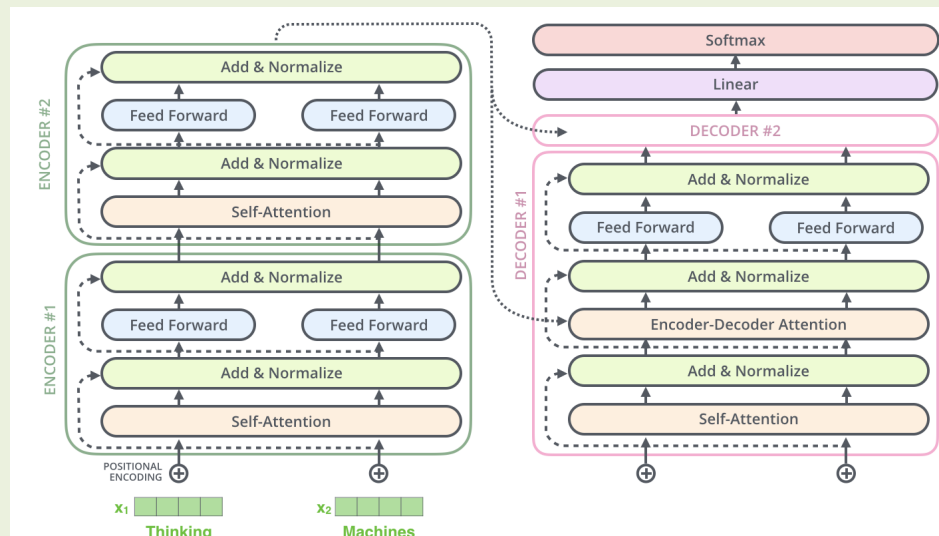 ENCODER #2
Add & Normalize
Feed Forward
Feed Forward
Add & Normalize
Self-Attention
ENCODER #1
Add & Normalize
Feed Forward
Feed Forward
Add & Normalize
Self-Attention
POSITIONAL
ENCODING
x₁
x₂
Thinking
Machines
Softmax
Linear
DECODER #2
DECODER #1
Add & Normalize
Feed Forward
Feed Forward
Add & Normalize
Encoder-Decoder Attention
Add & Normalize
Self-Attention